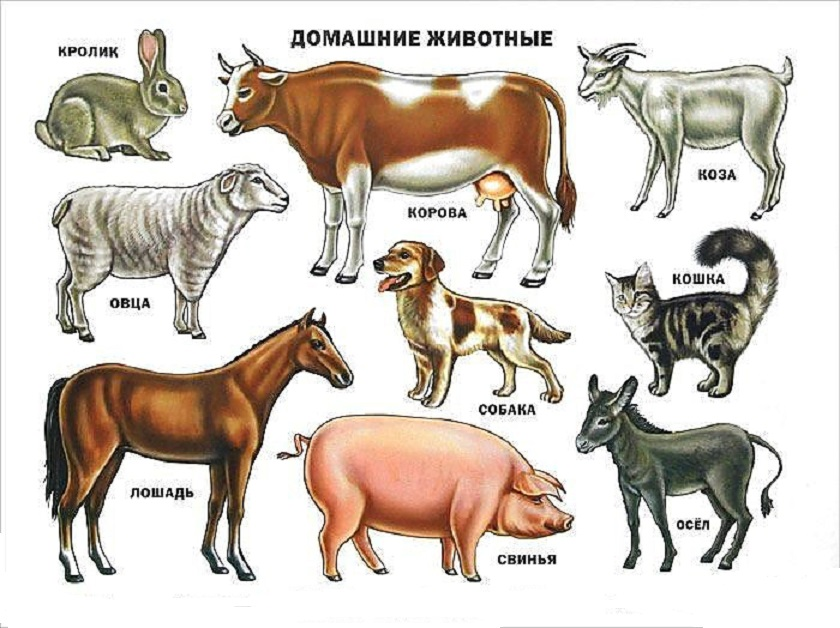 ДОМАШНИЕ ЖИВОТНЫЕ
КРОЛИК
КОЗА
КОРОВА
КОШКА
ОВЦА
СОБАКА
ЛОШАДЬ
ОСЁЛ
СВИНЬЯ